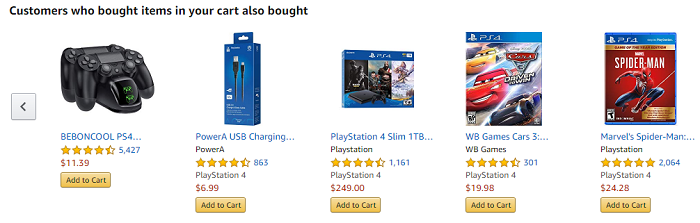 Customers who bought items in your cart also bought
BEBONCOOL PS4...
5,427
$11.39
Add to Cart
PowerA USB Charging...
PowerA
863
PlayStation 4
$6.99
Add to Cart
PlayStation 4 Slim 1TB...
Playstation
1,161
PlayStation 4
$249.00
Add to Cart
PS4
CARS 3
DRIVEN
TO WIN
WB Games Cars 3:...
WB Games
301
PlayStation 4
$19.98
Add to Cart
PS4
GAME OF THE YEAR EDITION
MARVEL
SPIDER-MAN
Marvel's Spider-Man:...
Playstation
2,064
PlayStation 4
$24.28
Add to Cart